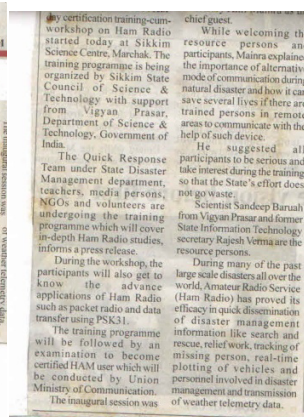 day certification training-cum-
workshop on Ham Radio
started today at Sikkim
Science Centre, Marchak. The
training programme is being
organized by Sikkim State
Council of Science &
Technology with support
from Vigyan Prasar,
Department of Science &
Technology, Government of
India.
The Quick Response
Team under State Disaster
Management department,
teachers, media persons,
NGOs and volunteers are
undergoing the training
programme which will cover
in-depth Ham Radio studies,
informs a press release.
During the workshop, the
participants will also get to
know the advance
applications of Ham Radio
such as packet radio and data
transfer using PSK31.
The training programme
will be followed by an
examination to become
certified HAM user which will
be conducted by Union
Ministry of Communication.
The inaugural session was
chief guest.
While welcoming th
resource persons an
participants, Mainra explaine
the importance of alternativ
mode of communication durin
natural disaster and how it can
save several lives if there are
trained persons in remote
areas to communicate with the
help of such device.
He suggested all
participants to be serious and
take interest during the training
so that the State's effort does
not go waste.
Scientist Sandeep Baruah
from Vigyan Prasar and former
State Information Technology
secretary Rajesh Verma are the
resource persons.
During many of the past
large scale disasters all over the
world, Amateur Radio Service
(Ham Radio) has proved its
efficacy in quick dissemination
of disaster management
information like search and
rescue, relief work, tracking of
missing person, real-time
plotting of vehicles and
personnel involved in disaster
management and transmission
of weather telemetry data.